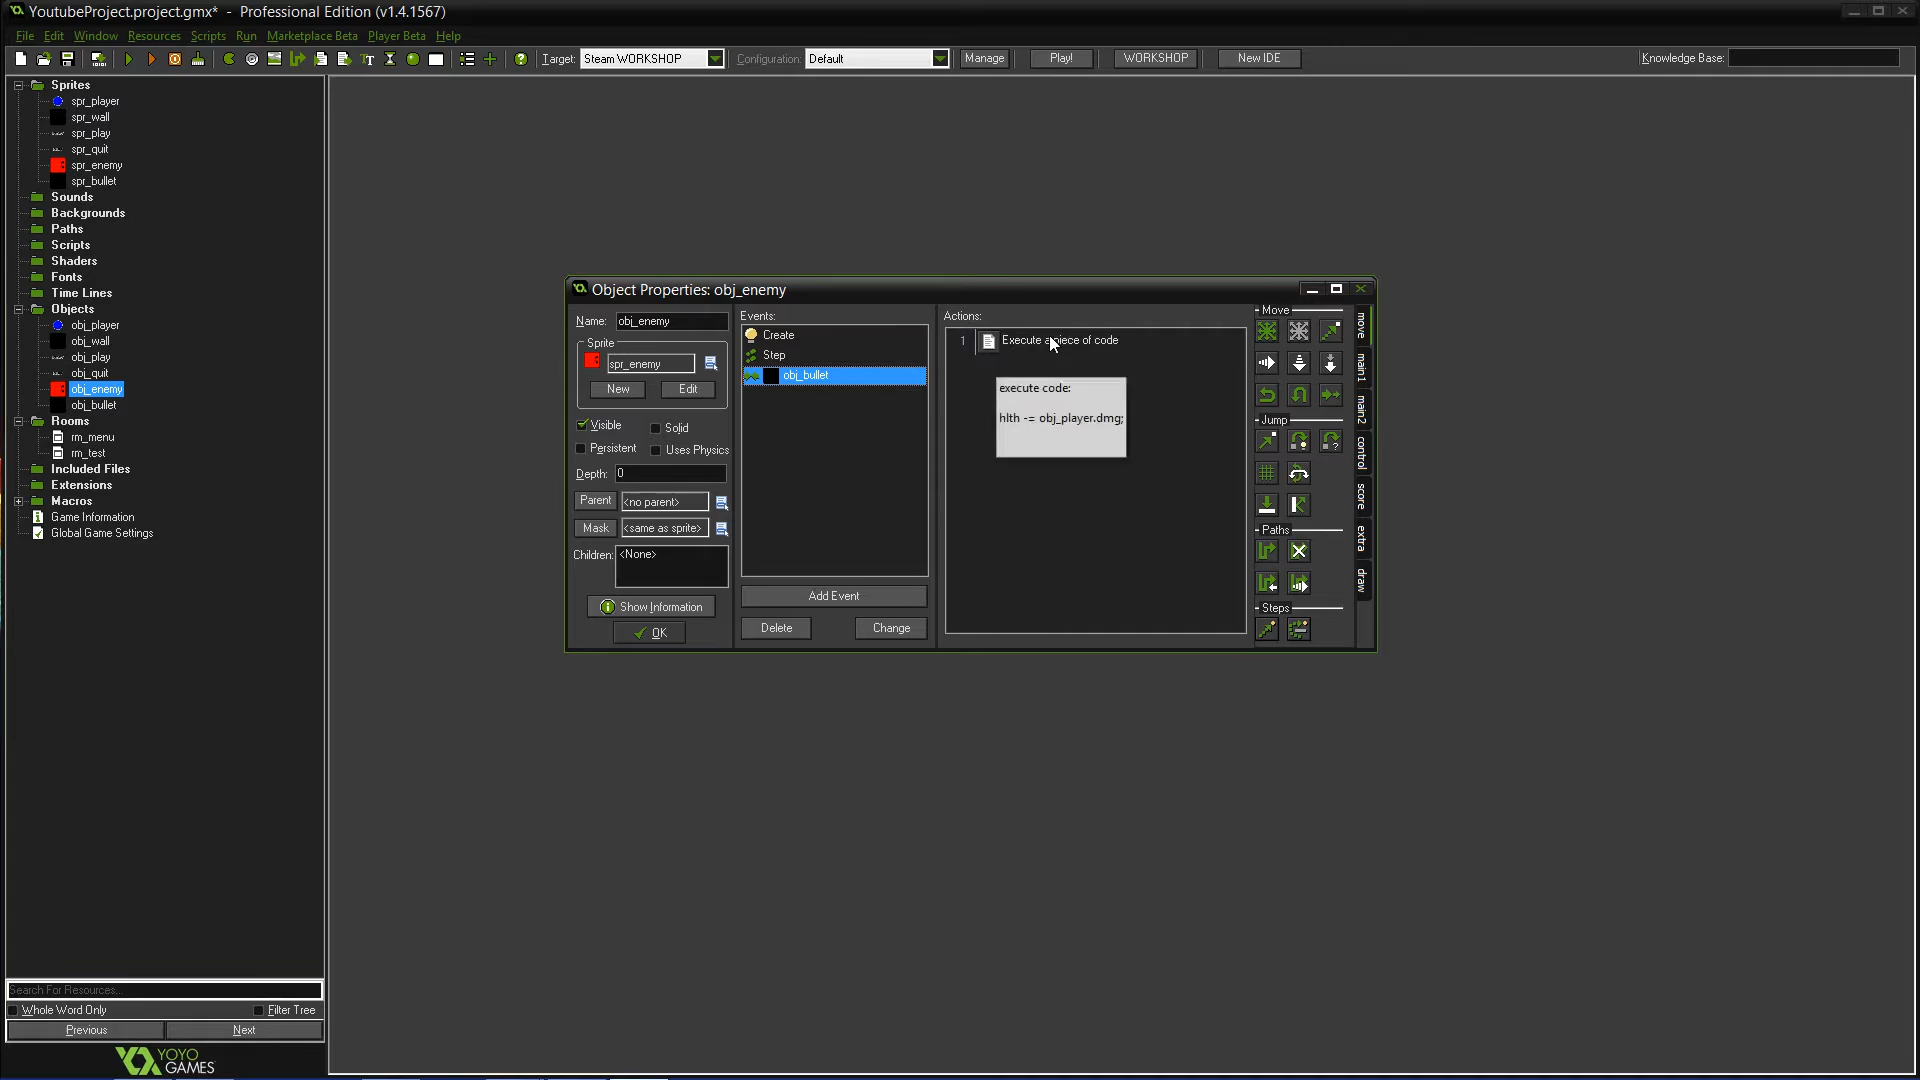 YoutubeProject.project.gmx* - Professional Edition (v1.4.1567)
File Edit Window Resources Scripts Run Marketplace Beta Player Beta Help
Target: Steam WORKSHOP Configuration: Default Manage Play! WORKSHOP New IDE Knowledge Base:
Sprites
spr_player
spr_wall
spr_play
spr_quit
spr_enemy
spr_bullet
Sounds
Backgrounds
Paths
Scripts
Shaders
Fonts
Time Lines
Objects
obj_player
obj_wall
obj_play
obj_quit
obj_enemy
obj_bullet
Rooms
rm_menu
rm_test
Included Files
Extensions
Macros
Game Information
Global Game Settings
Search For Resources...
Whole Word Only Filter Tree
Previous Next
YOYO
GAMES
Object Properties: obj_enemy
Name: obj_enemy
Sprite
spr_enemy
New Edit
Visible Solid
Persistent Uses Physics
Depth: 0
Parent <no parent>
Mask <same as sprite>
Children: <None>
Show Information
OK
Events:
Create
Step
obj_bullet
Add Event
Delete Change
Actions:
1 Execute a piece of code
execute code:
hlth -= obj_player.dmg;
Move
Jump
Paths
Steps
move
main1
main2
control
score
extra
draw